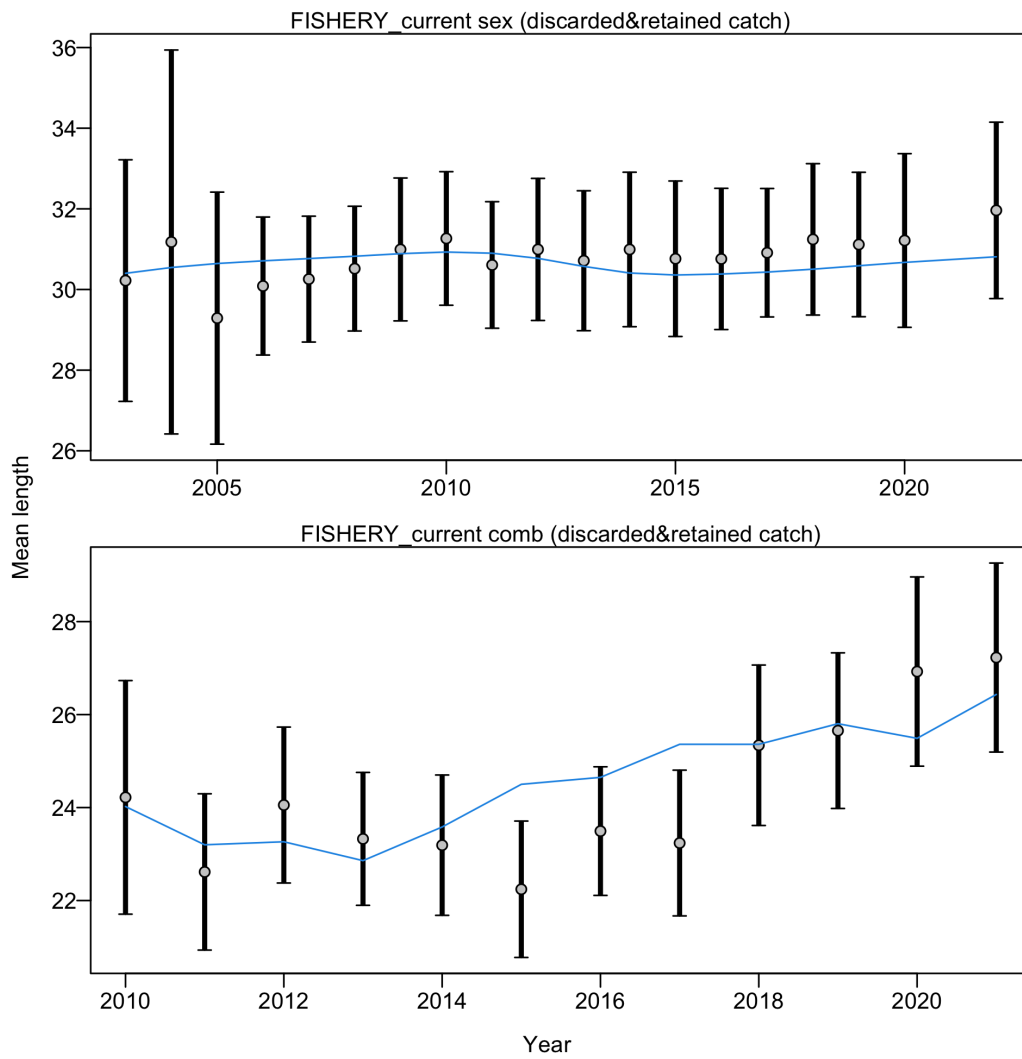 FISHERY_current sex (discarded&retained catch)
36
34
32
30
28
26
2005 2010 2015 2020
Mean length
FISHERY_current comb (discarded&retained catch)
28
26
24
22
2010 2012 2014 2016 2018 2020
Year